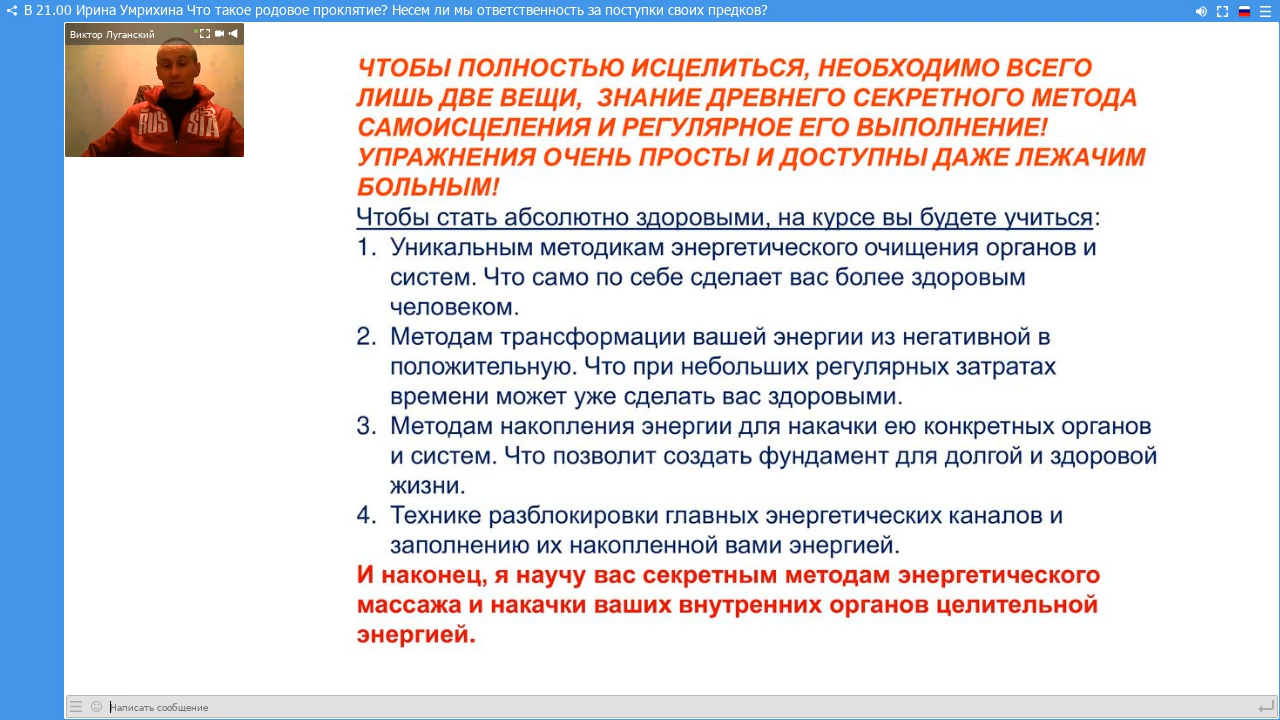 В 21.00 Ирина Умрихина Что такое родовое проклятие? Несем ли мы ответственность за поступки своих предков?
Виктор Луганский
RUSSIA
ЧТОБЫ ПОЛНОСТЬЮ ИСЦЕЛИТЬСЯ, НЕОБХОДИМО ВСЕГО
ЛИШЬ ДВЕ ВЕЩИ, ЗНАНИЕ ДРЕВНЕГО СЕКРЕТНОГО МЕТОДА
САМОИСЦЕЛЕНИЯ И РЕГУЛЯРНОЕ ЕГО ВЫПОЛНЕНИЕ!
УПРАЖНЕНИЯ ОЧЕНЬ ПРОСТЫ И ДОСТУПНЫ ДАЖЕ ЛЕЖАЧИМ
БОЛЬНЫМ!
Чтобы стать абсолютно здоровыми, на курсе вы будете учиться:
1. Уникальным методикам энергетического очищения органов и
систем. Что само по себе сделает вас более здоровым
человеком.
2. Методам трансформации вашей энергии из негативной в
положительную. Что при небольших регулярных затратах
времени может уже сделать вас здоровыми.
3. Методам накопления энергии для накачки ею конкретных органов
и систем. Что позволит создать фундамент для долгой и здоровой
жизни.
4. Технике разблокировки главных энергетических каналов и
заполнению их накопленной вами энергией.
И наконец, я научу вас секретным методам энергетического
массажа и накачки ваших внутренних органов целительной
энергией.
Написать сообщение